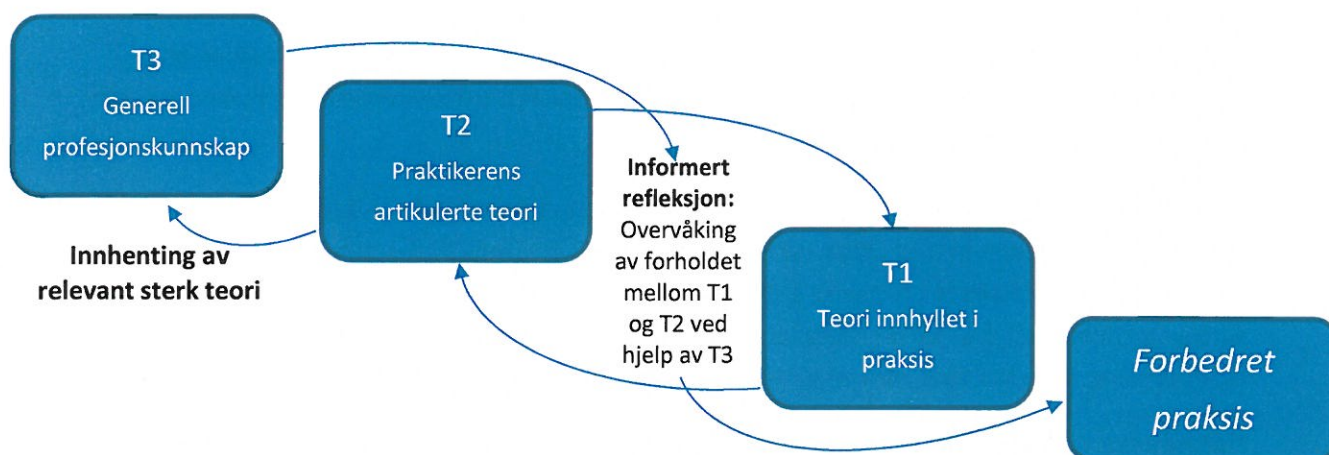 T3
Generell
profesjonskunnskap
T2
Praktikerens
artikulerte teori
Innhenting av
relevant sterk teori
Informert
refleksjon:
Overvåking
av forholdet
mellom T1
og T2 ved
hjelp av T3
T1
Teori innhyllet i
praksis
Forbedret
praksis